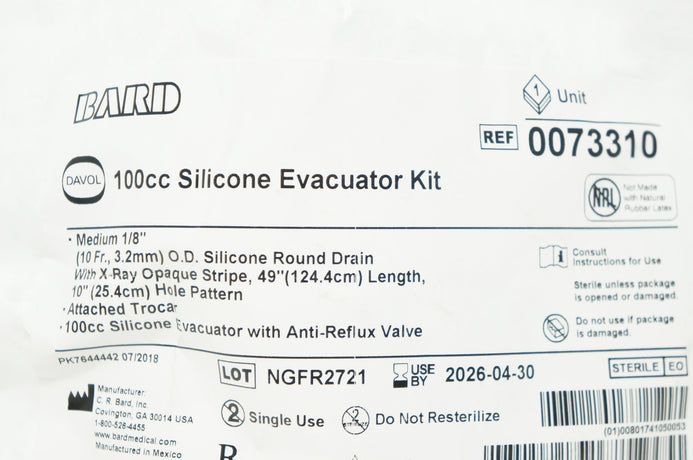 BARD
1 Unit
REF 0073310
DAVOL 100cc Silicone Evacuator Kit
NRL Not Made
with Natural
Rubber Latex
· Medium 1/8"
(10 Fr., 3.2mm) O.D. Silicone Round Drain
With X-Ray Opaque Stripe, 49"(124.4cm) Length,
10" (25.4cm) Hole Pattern
· Attached Trocar
· 100cc Silicone Evacuator with Anti-Reflux Valve
Consult
Instructions for Use
Sterile unless package
is opened or damaged.
Do not use if package
is damaged.
PK7644442 07/2018
LOT NGFR2721
USE
BY 2026-04-30
STERILE EO
Manufacturer:
C. R. Bard, Inc.
Covington, GA 30014 USA
1-800-526-4455
www.bardmedical.com
Manufactured in Mexico
2 Single Use
2 Do Not Resterilize
(01)00801741050053
R